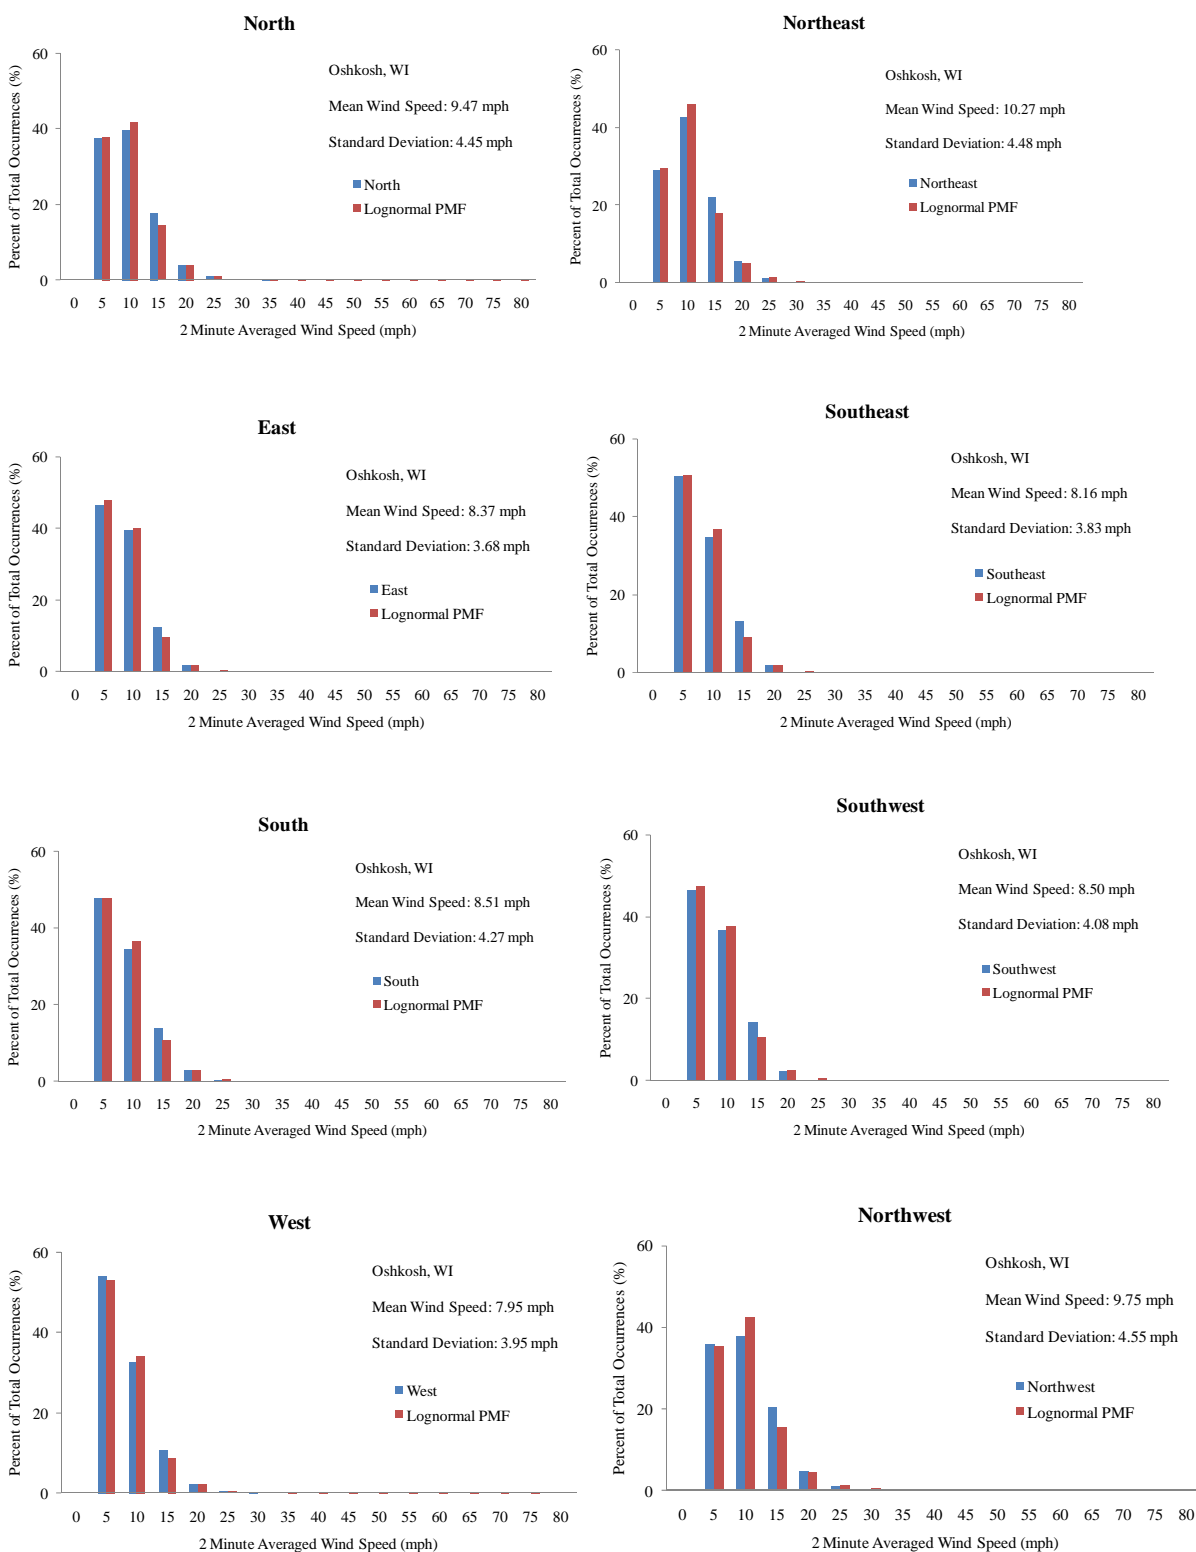 North
Percent of Total Occurrences (%)
60
40
20
0
Oshkosh, WI
Mean Wind Speed: 9.47 mph
Standard Deviation: 4.45 mph
North
Lognormal PMF
0 5 10 15 20 25 30 35 40 45 50 55 60 65 70 75 80
2 Minute Averaged Wind Speed (mph)
Northeast
Percent of Total Occurrences (%)
60
40
20
0
Oshkosh, WI
Mean Wind Speed: 10.27 mph
Standard Deviation: 4.48 mph
Northeast
Lognormal PMF
0 5 10 15 20 25 30 35 40 45 50 55 60 65 70 75 80
2 Minute Averaged Wind Speed (mph)
East
Percent of Total Occurrences (%)
60
40
20
0
Oshkosh, WI
Mean Wind Speed: 8.37 mph
Standard Deviation: 3.68 mph
East
Lognormal PMF
0 5 10 15 20 25 30 35 40 45 50 55 60 65 70 75 80
2 Minute Averaged Wind Speed (mph)
Southeast
Percent of Total Occurrences (%)
60
40
20
0
Oshkosh, WI
Mean Wind Speed: 8.16 mph
Standard Deviation: 3.83 mph
Southeast
Lognormal PMF
0 5 10 15 20 25 30 35 40 45 50 55 60 65 70 75 80
2 Minute Averaged Wind Speed (mph)
South
Percent of Total Occurrences (%)
60
40
20
0
Oshkosh, WI
Mean Wind Speed: 8.51 mph
Standard Deviation: 4.27 mph
South
Lognormal PMF
0 5 10 15 20 25 30 35 40 45 50 55 60 65 70 75 80
2 Minute Averaged Wind Speed (mph)
Southwest
Percent of Total Occurrences (%)
60
40
20
0
Oshkosh, WI
Mean Wind Speed: 8.50 mph
Standard Deviation: 4.08 mph
Southwest
Lognormal PMF
0 5 10 15 20 25 30 35 40 45 50 55 60 65 70 75 80
2 Minute Averaged Wind Speed (mph)
West
Percent of Total Occurrences (%)
60
40
20
0
Oshkosh, WI
Mean Wind Speed: 7.95 mph
Standard Deviation: 3.95 mph
West
Lognormal PMF
0 5 10 15 20 25 30 35 40 45 50 55 60 65 70 75 80
2 Minute Averaged Wind Speed (mph)
Northwest
Percent of Total Occurrences (%)
60
40
20
0
Oshkosh, WI
Mean Wind Speed: 9.75 mph
Standard Deviation: 4.55 mph
Northwest
Lognormal PMF
0 5 10 15 20 25 30 35 40 45 50 55 60 65 70 75 80
2 Minute Averaged Wind Speed (mph)